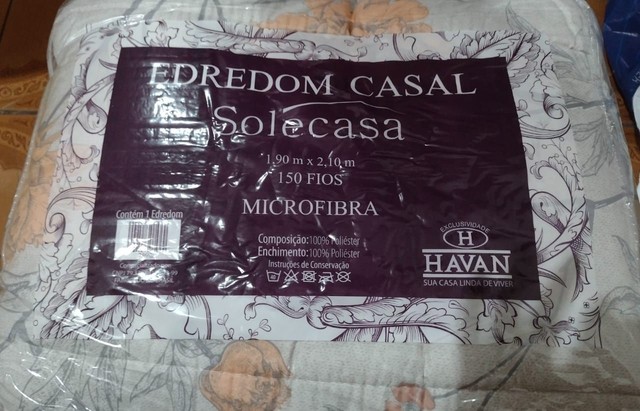 EDREDOM CASAL
Solecasa
1,90 m x 2,10 m
150 FIOS
MICROFIBRA
Contém 1 Edredom
Composição:100% Poliéster
Enchimento:100% Poliéster
Instruções de Conservação
EXCLUSIVIDADE
H
HAVAN
SUA CASA LINDA DE VIVER